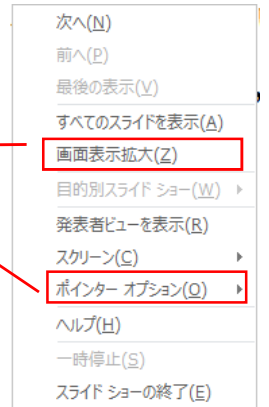 次へ(N)
前へ(P)
最後の表示(V)
すべてのスライドを表示(A)
画面表示拡大(Z)
目的別スライド ショー(W)
発表者ビューを表示(R)
スクリーン(C)
ポインター オプション(O)
ヘルプ(H)
一時停止(S)
スライド ショーの終了(E)